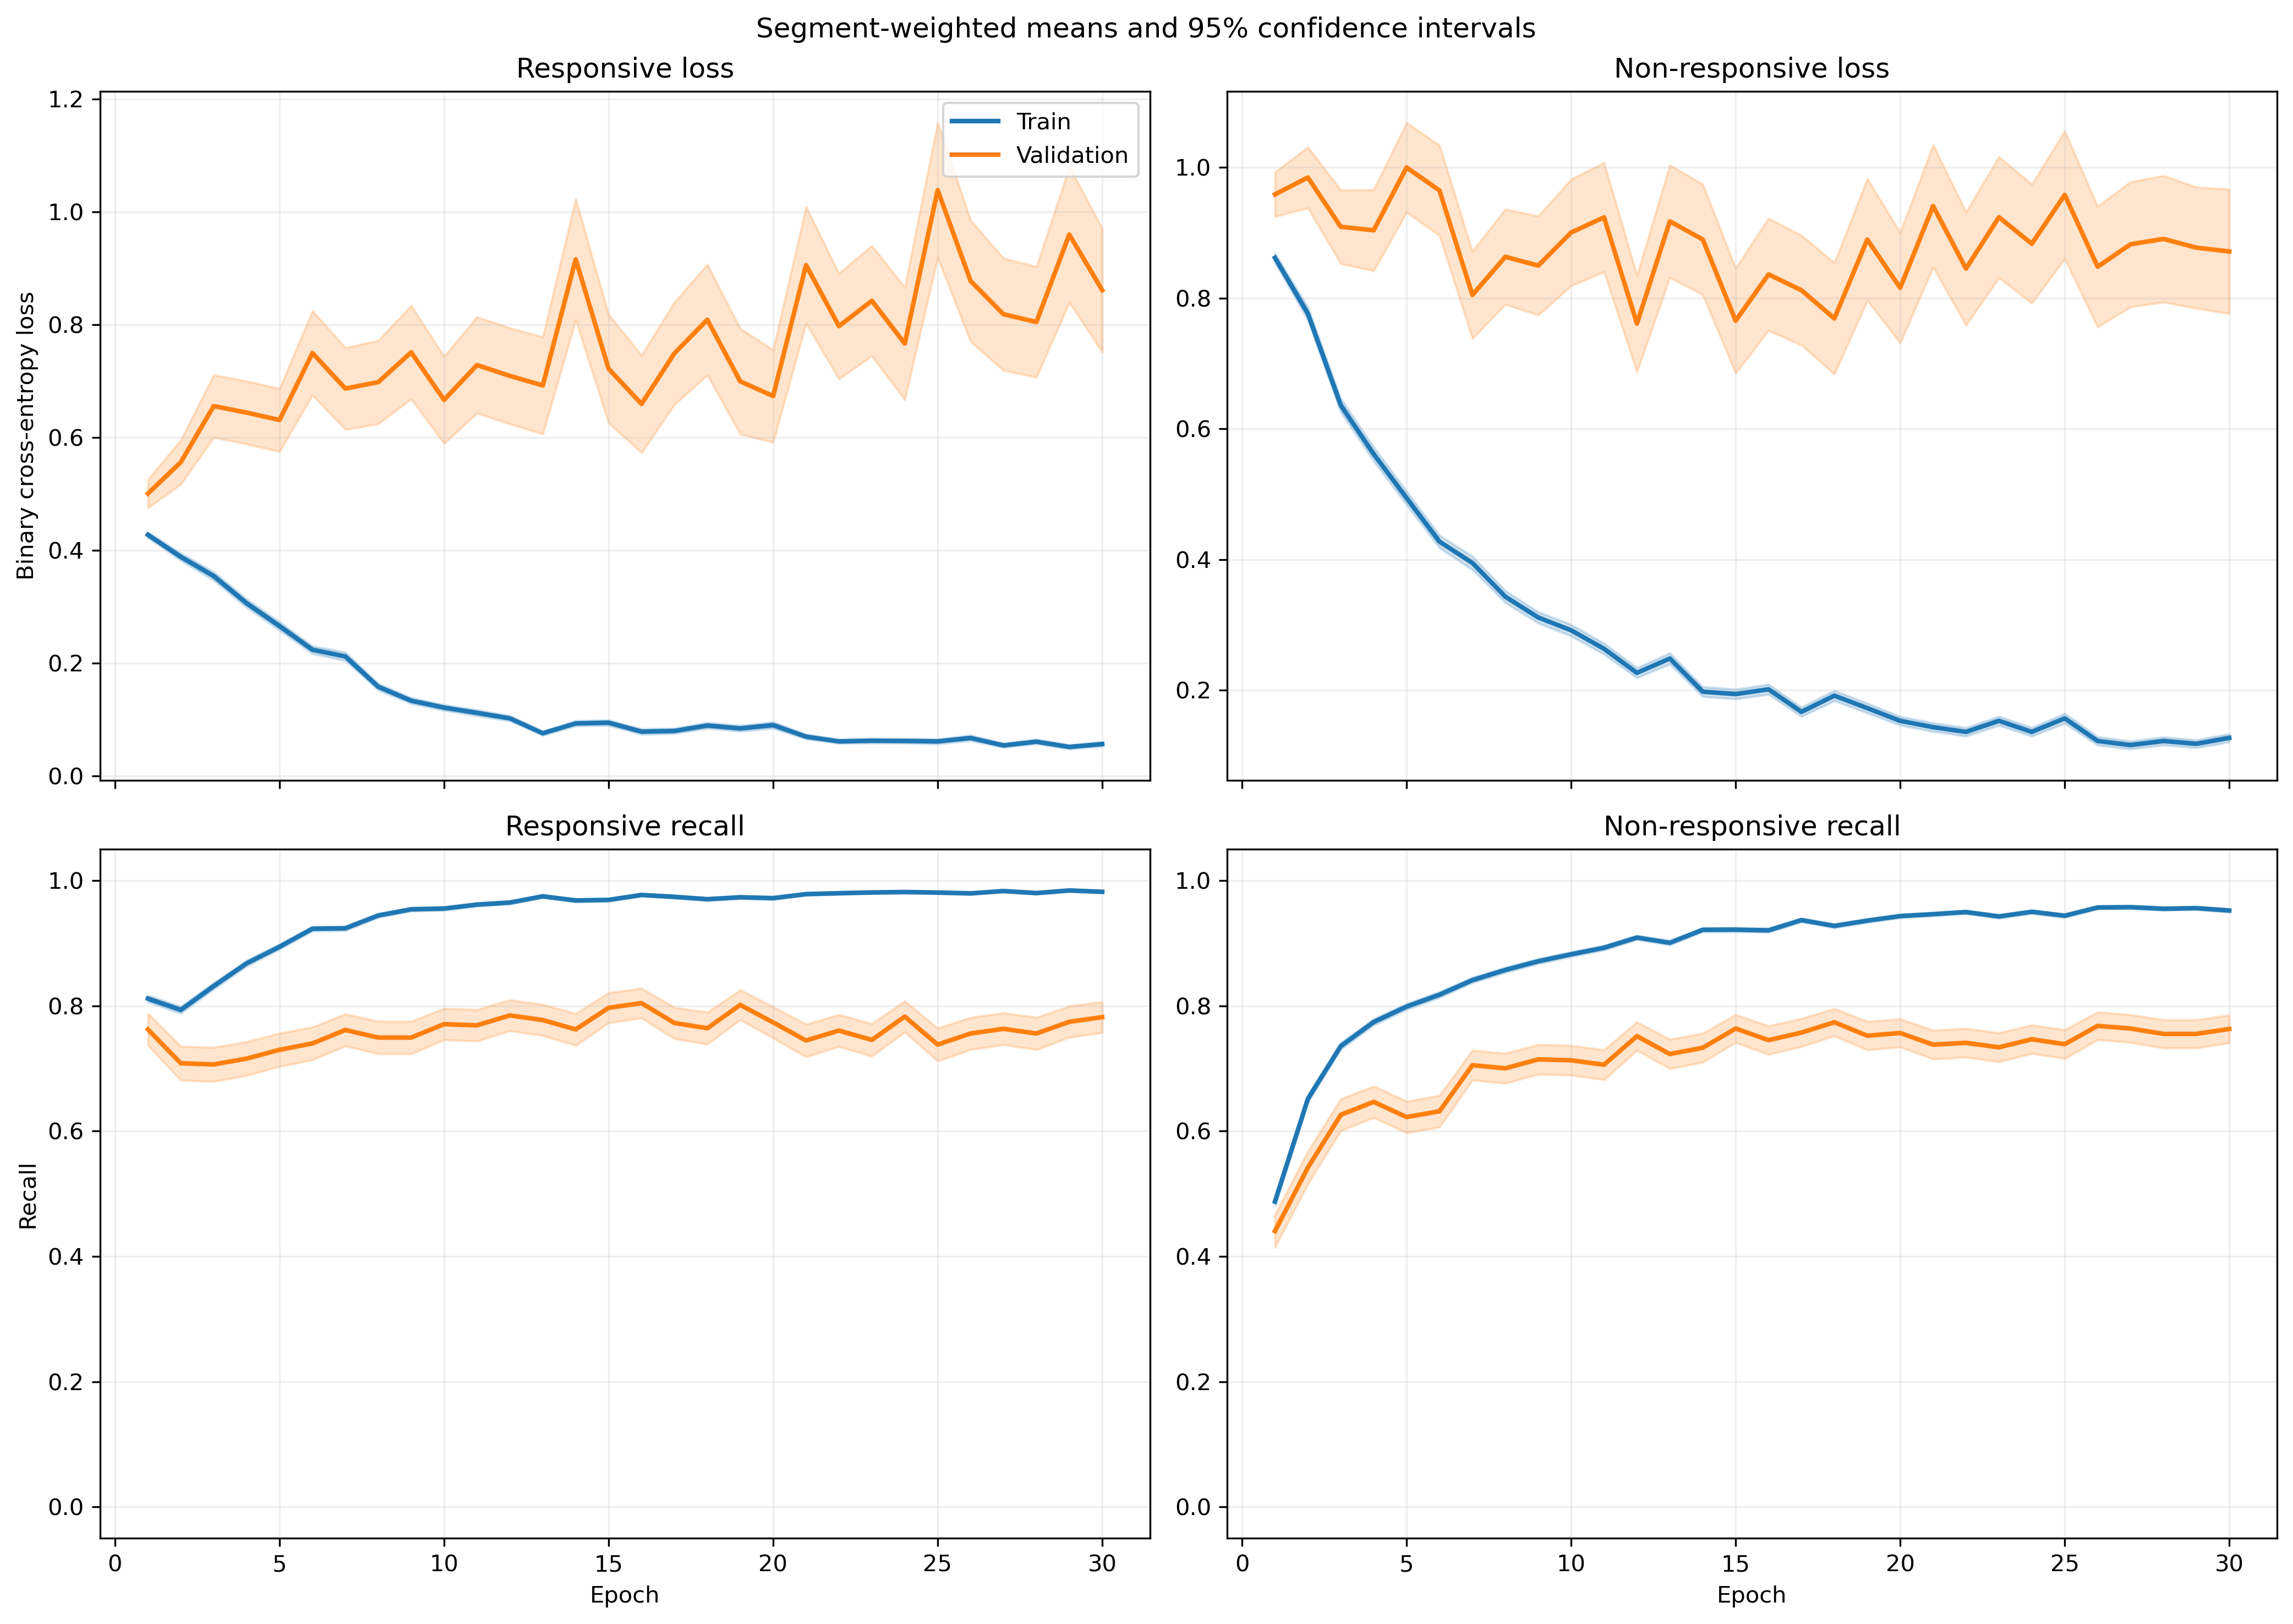 Segment-weighted means and 95% confidence intervals
Responsive loss
Non-responsive loss
Train
Validation
Binary cross-entropy loss
1.2
1.0
0.8
0.6
0.4
0.2
0.0
1.0
0.8
0.6
0.4
0.2
Responsive recall
Non-responsive recall
Recall
1.0
0.8
0.6
0.4
0.2
0.0
0 5 10 15 20 25 30
Epoch
1.0
0.8
0.6
0.4
0.2
0.0
0 5 10 15 20 25 30
Epoch